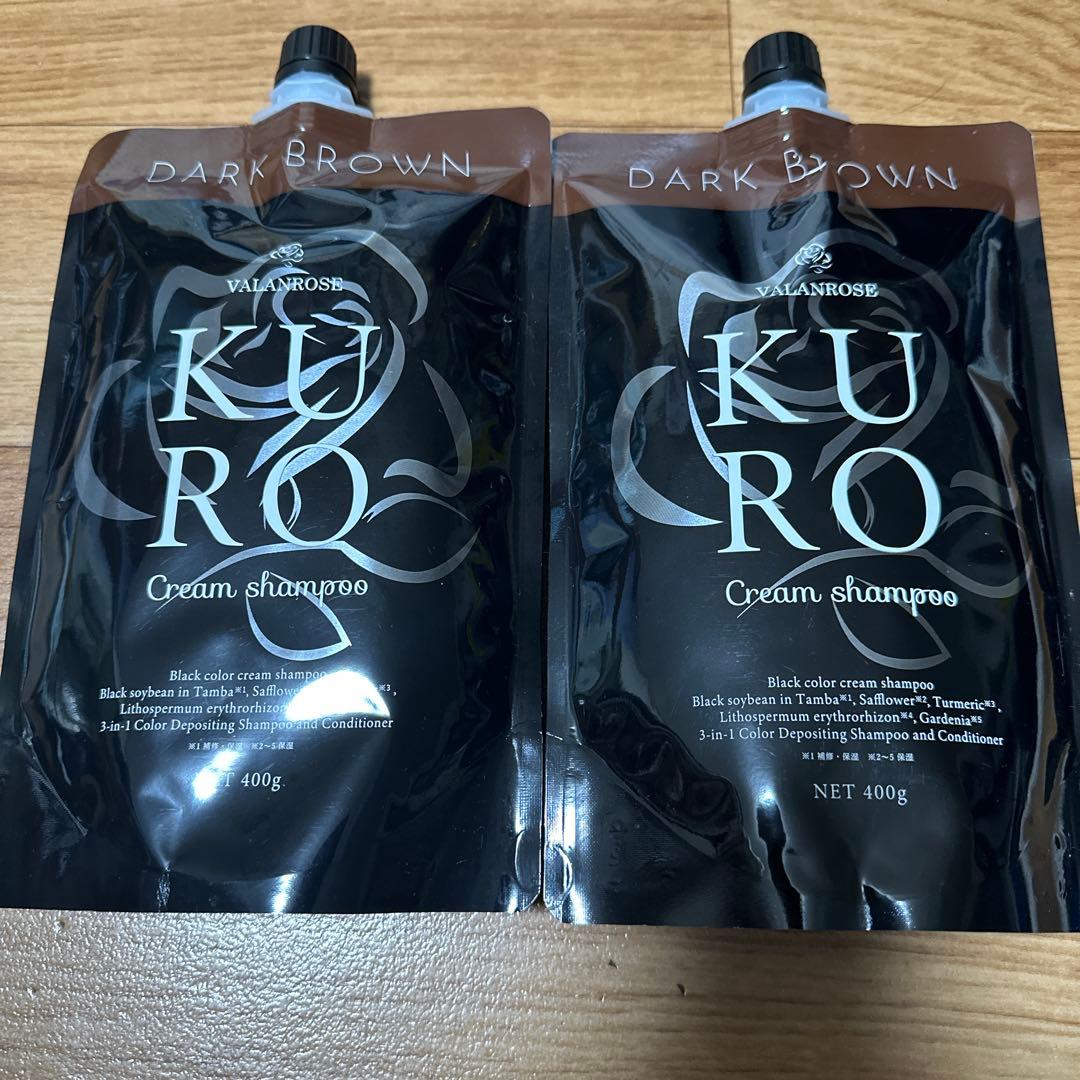 DARK BROWN
VALANROSE
KU
RO
Cream shampoo
Black color cream shampoo
Black soybean in Tamba※1, Safflower ※3,
Lithospermum erythrorhizon
3-in-1 Color Depositing Shampoo and Conditioner
※1 補修・保湿 ※2～5 保湿
NET 400g
DARK BROWN
VALANROSE
KU
RO
Cream shampoo
Black color cream shampoo
Black soybean in Tamba※1, Safflower※2, Turmeric※3,
Lithospermum erythrorhizon※4, Gardenia※5
3-in-1 Color Depositing Shampoo and Conditioner
※1 補修・保湿 ※2～5 保湿
NET 400g